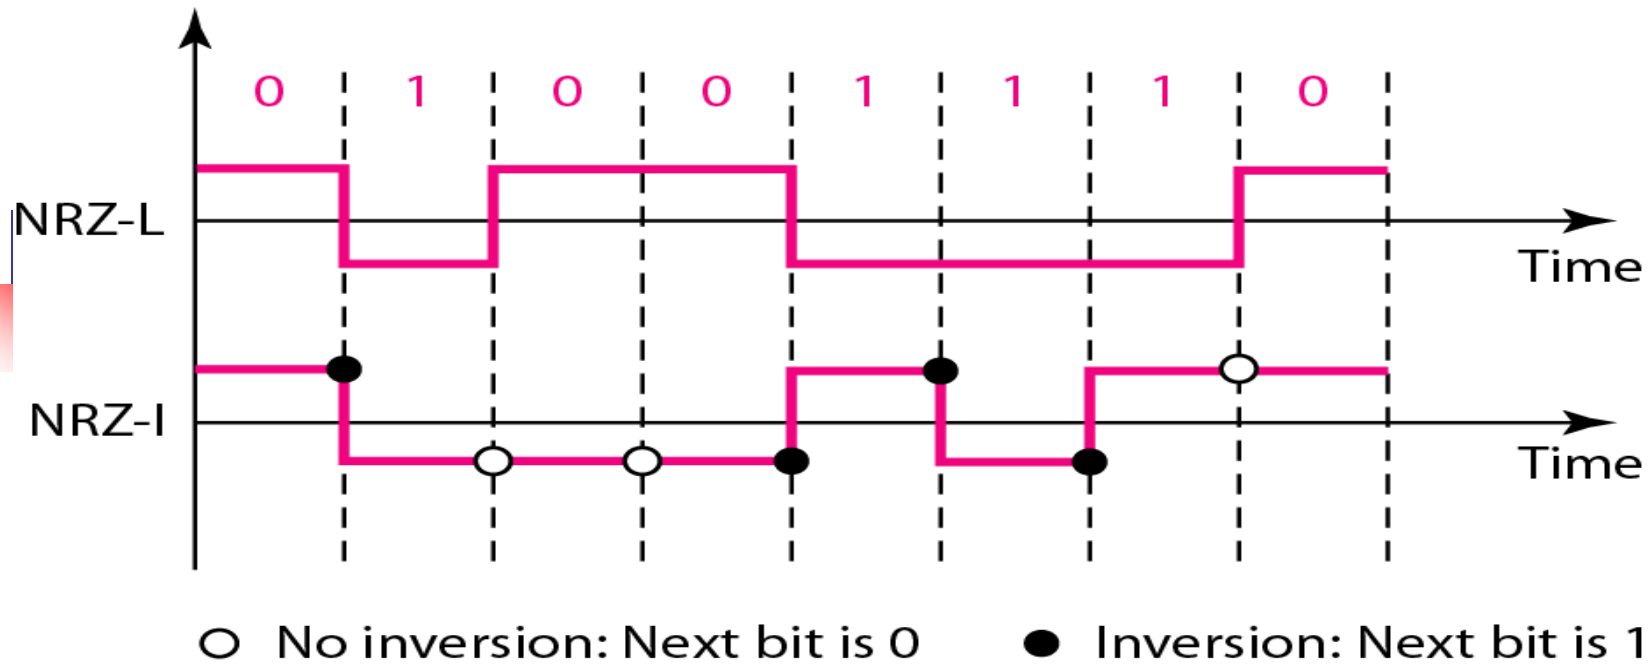 0 1 0 0 1 1 1 0
NRZ-L
Time
NRZ-I
Time
No inversion: Next bit is 0
Inversion: Next bit is 1